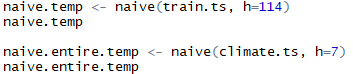 naive.temp <- naive(train.ts, h=114)
naive.temp
naive.entire.temp <- naive(climate.ts, h=7)
naive.entire.temp